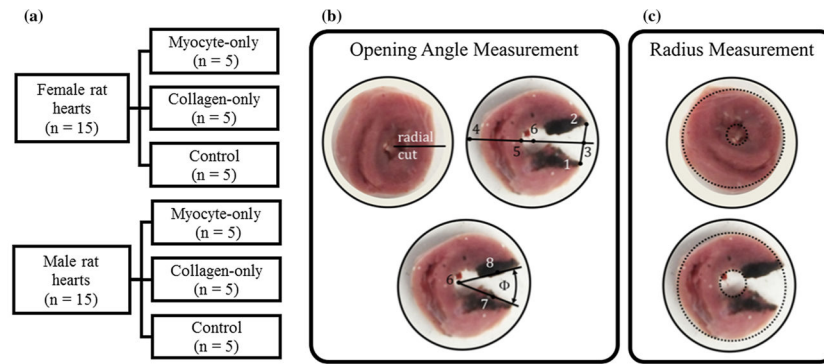 (a)
Female rat
hearts
(n = 15)
Myocyte-only
(n = 5)
Collagen-only
(n = 5)
Control
(n = 5)
Male rat
hearts
(n = 15)
Myocyte-only
(n = 5)
Collagen-only
(n = 5)
Control
(n = 5)
(b)
Opening Angle Measurement
radial
cut
4
5
6
2
3
1
6
8
7
Φ
(c)
Radius Measurement